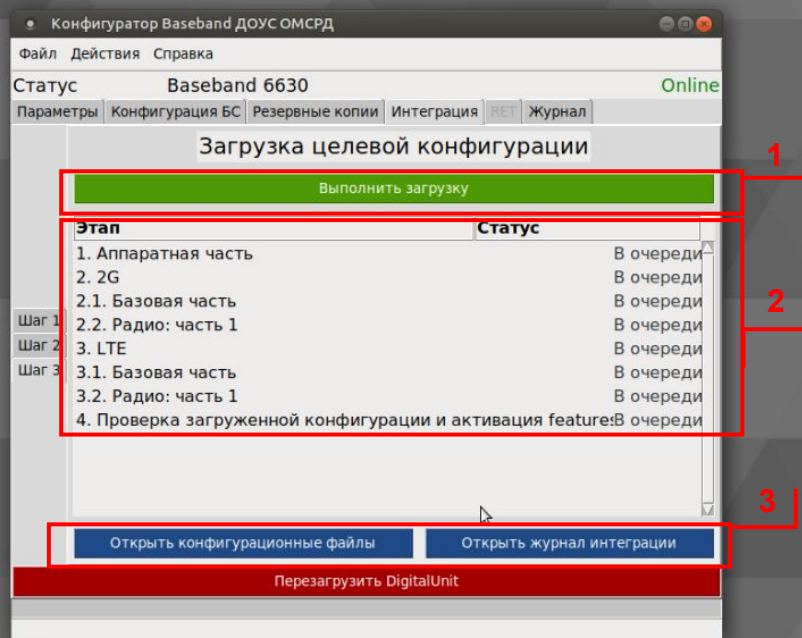 Конфигуратор Baseband ДОУС ОМСРД
Файл Действия Справка
Статус Baseband 6630 Online
Параметры Конфигурация БС Резервные копии Интеграция RET Журнал
Загрузка целевой конфигурации
1
Выполнить загрузку
Этап Статус
1. Аппаратная часть В очереди
2. 2G В очереди
2.1. Базовая часть В очереди
2
Шаг 1 2.2. Радио: часть 1 В очереди
Шаг 2 3. LTE В очереди
Шаг 3 3.1. Базовая часть В очереди
3.2. Радио: часть 1 В очереди
4. Проверка загруженной конфигурации и активация features В очереди
3
Открыть конфигурационные файлы Открыть журнал интеграции
Перезагрузить DigitalUnit